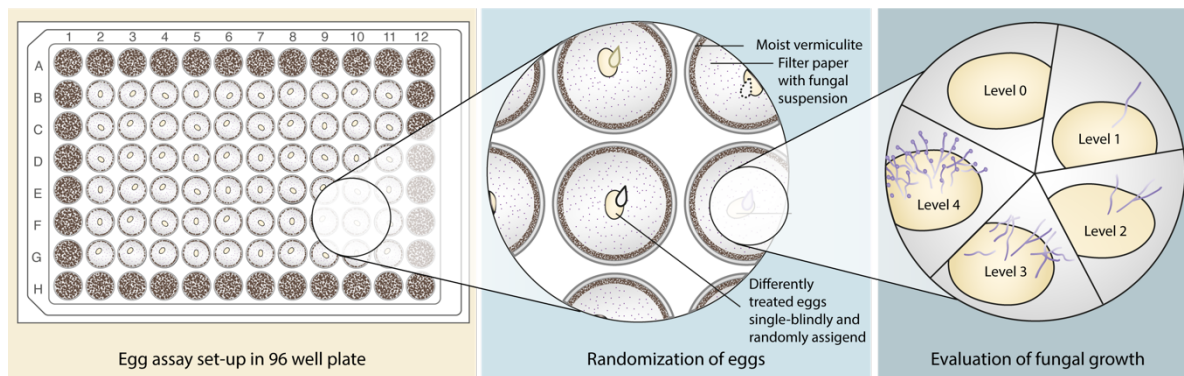 1 2 3 4 5 6 7 8 9 10 11 12
A
B
C
D
E
F
G
H
Egg assay set-up in 96 well plate
Moist vermiculite
Filter paper
with fungal
suspension
Differently
treated eggs
single-blindly and
randomly assigend
Randomization of eggs
Level 0
Level 1
Level 2
Level 3
Level 4
Evaluation of fungal growth